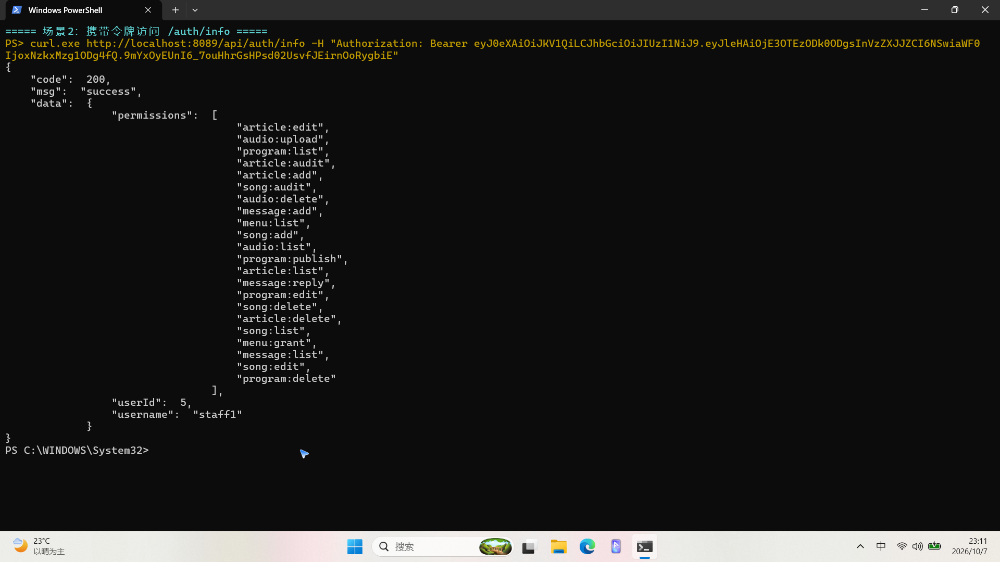 Windows PowerShell
===== 场景2: 携带令牌访问 /auth/info =====
PS> curl.exe http://localhost:8089/api/auth/info -H "Authorization: Bearer eyJ0eXAiOiJKV1QiLCJhbGciOiJIUzI1NiJ9.eyJleHAiOjE3OTEzODk0ODgsInVzZXJJZCI6NSwiaWF0
IjoxNzkxMzg1ODg4fQ.9mYxOyEUnI6_7ouHhrGsHPsd02UsvfJEirnOoRygbiE"
{
    "code":  200,
    "msg":  "success",
    "data":  {
                 "permissions":  [
                                     "article:edit",
                                     "audio:upload",
                                     "program:list",
                                     "article:audit",
                                     "article:add",
                                     "song:audit",
                                     "audio:delete",
                                     "message:add",
                                     "menu:list",
                                     "song:add",
                                     "audio:list",
                                     "program:publish",
                                     "article:list",
                                     "message:reply",
                                     "program:edit",
                                     "song:delete",
                                     "article:delete",
                                     "song:list",
                                     "menu:grant",
                                     "message:list",
                                     "song:edit",
                                     "program:delete"
                                 ],
                 "userId":  5,
                 "username":  "staff1"
             }
}
PS C:\WINDOWS\System32>
23°C
以晴为主
搜索
中
23:11
2026/10/7